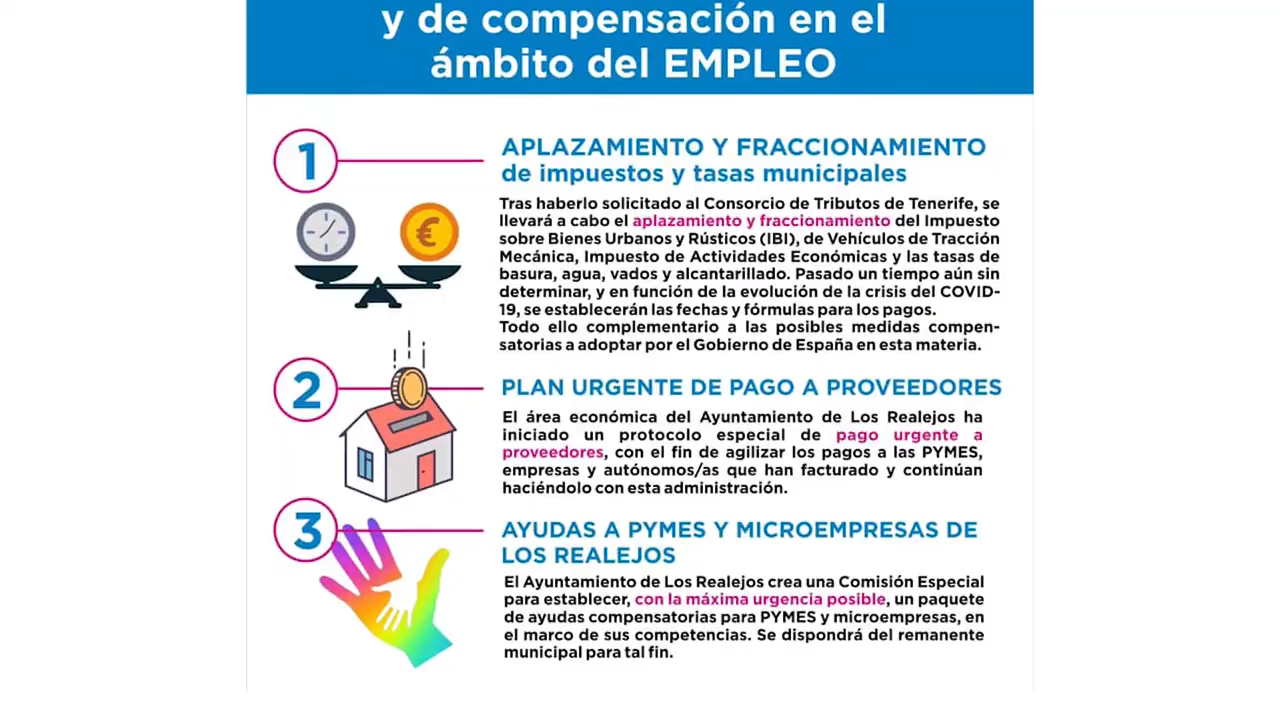 y de compensación en el
ámbito del EMPLEO
1
APLAZAMIENTO Y FRACCIONAMIENTO
de impuestos y tasas municipales
Tras haberlo solicitado al Consorcio de Tributos de Tenerife, se
llevará a cabo el aplazamiento y fraccionamiento del Impuesto
sobre Bienes Urbanos y Rústicos (IBI), de Vehículos de Tracción
Mecánica, Impuesto de Actividades Económicas y las tasas de
basura, agua, vados y alcantarillado. Pasado un tiempo aún sin
determinar, y en función de la evolución de la crisis del COVID-
19, se establecerán las fechas y fórmulas para los pagos.
Todo ello complementario a las posibles medidas compen-
satorias a adoptar por el Gobierno de España en esta materia.
2
PLAN URGENTE DE PAGO A PROVEEDORES
El área económica del Ayuntamiento de Los Realejos ha
iniciado un protocolo especial de pago urgente a
proveedores, con el fin de agilizar los pagos a las PYMES,
empresas y autónomos/as que han facturado y continúan
haciéndolo con esta administración.
3
AYUDAS A PYMES Y MICROEMPRESAS DE
LOS REALEJOS
El Ayuntamiento de Los Realejos crea una Comisión Especial
para establecer, con la máxima urgencia posible, un paquete
de ayudas compensatorias para PYMES y microempresas, en
el marco de sus competencias. Se dispondrá del remanente
municipal para tal fin.